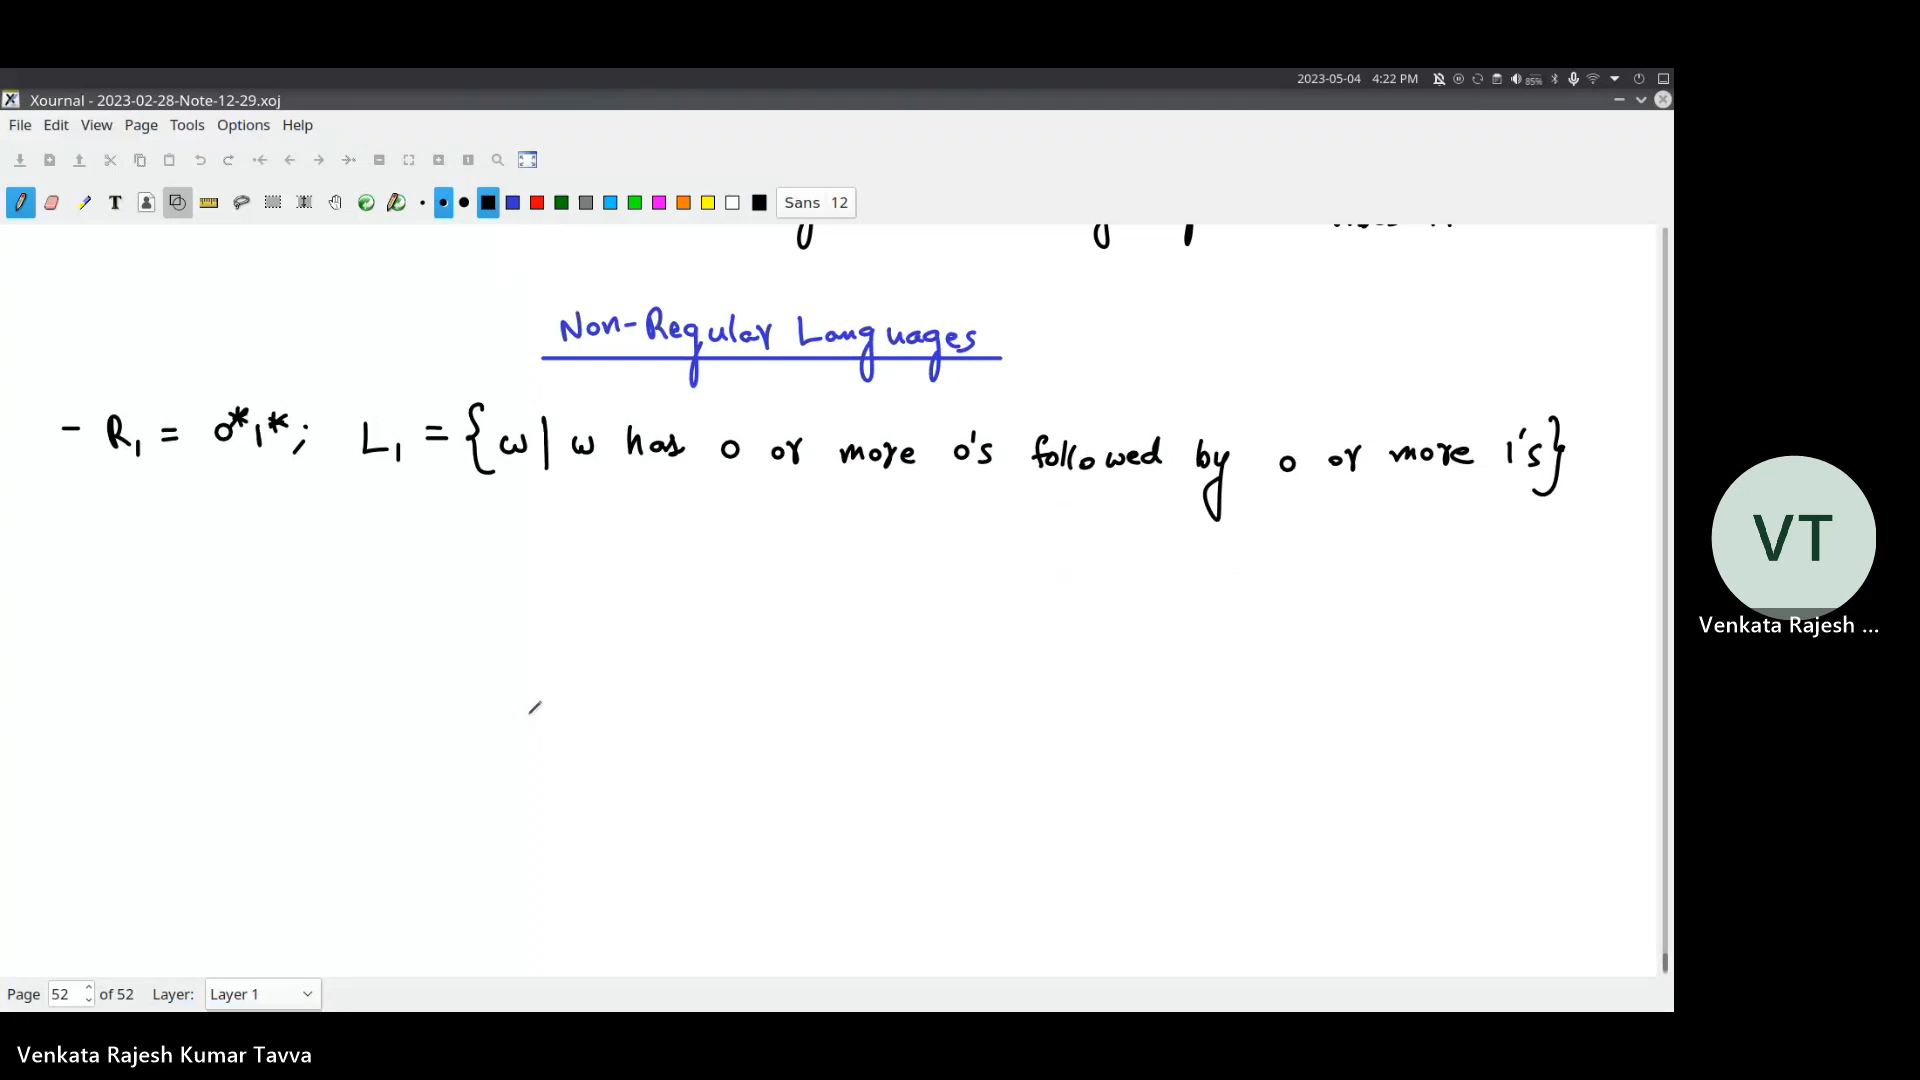 2023-05-04 4:22 PM 85%
Xournal - 2023-02-28-Note-12-29.xoj
File Edit View Page Tools Options Help
T Sans 12
Non-Regular Languages
- R₁ = 0*1*; L₁ = {ω | ω has 0 or more 0's followed by 0 or more 1's}
VT
Venkata Rajesh ...
Page 52 of 52 Layer: Layer 1
Venkata Rajesh Kumar Tavva